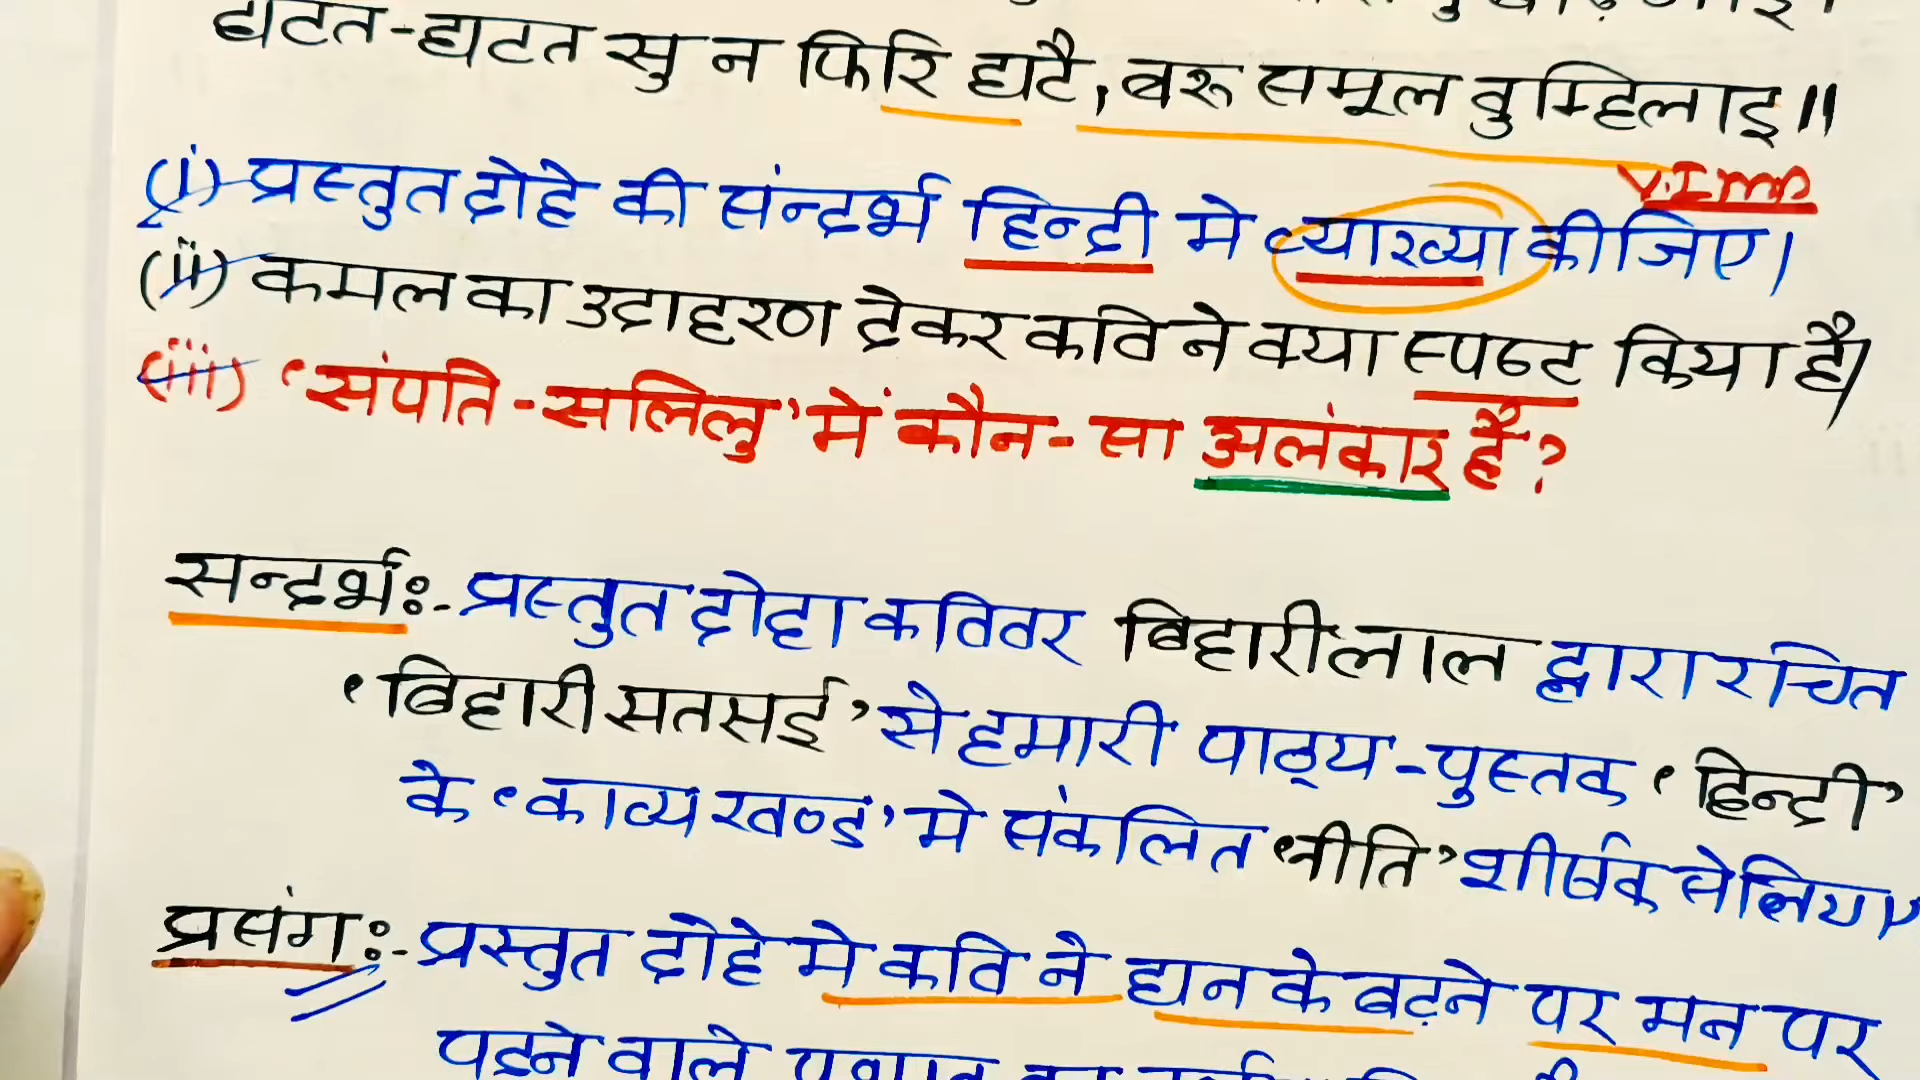 घटत-घटत सु न फिरि घटै, बरू समूल कुम्हिलाइ॥
V.Imp
(i) प्रस्तुत दोहे की संन्दर्भ हिन्दी मे व्याख्या कीजिए।
(ii) कमल का उदाहरण देकर कवि ने क्या स्पष्ट किया है।
(iii) 'संपति-सलिलु' में कौन-सा अलंकार है?
सन्दर्भः- प्रस्तुत दोहा कविवर बिहारीलाल द्वारा रचित
'बिहारी सतसई' से हमारी पाठ्य-पुस्तक 'हिन्दी'
के 'काव्य खण्ड' मे संकलित 'नीति' शीर्षक से लिया
प्रसंगः- प्रस्तुत दोहे मे कवि ने धन के बढ़ने पर मन पर
पडने वाले